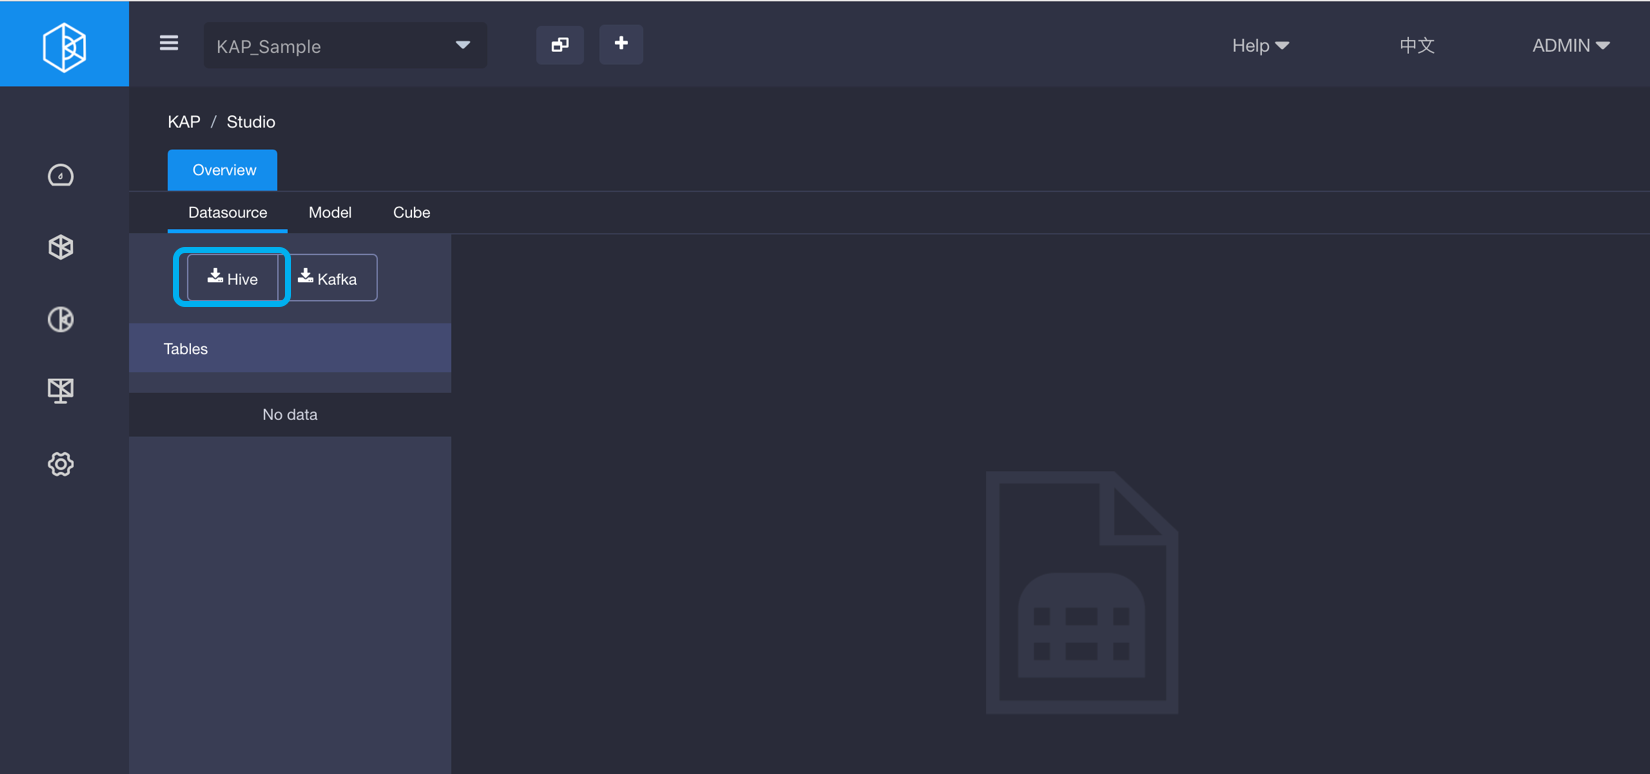 KAP_Sample
Help
中文
ADMIN
KAP / Studio
Overview
Datasource Model Cube
Hive Kafka
Tables
No data